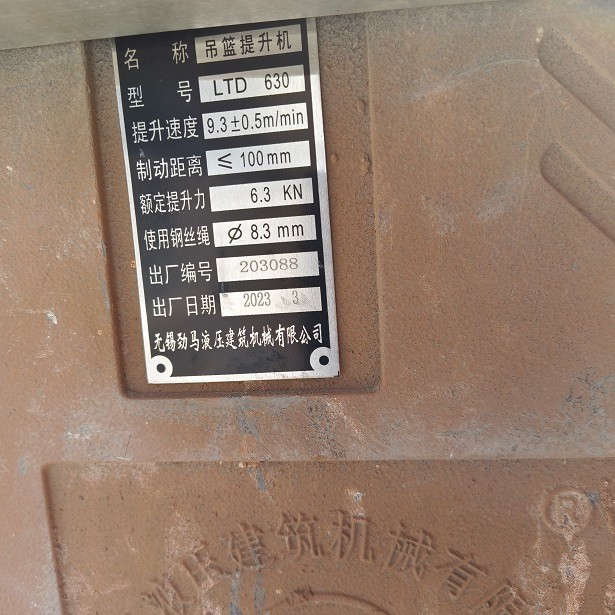 名 称 吊篮提升机
型 号 LTD 630
提升速度 9.3±0.5m/min
制动距离 ≤ 100mm
额定提升力 6.3 KN
使用钢丝绳 Ø 8.3 mm
出厂编号 203088
出厂日期 2023 3
无锡劲马液压建筑机械有限公司
液压建筑机械有限
®